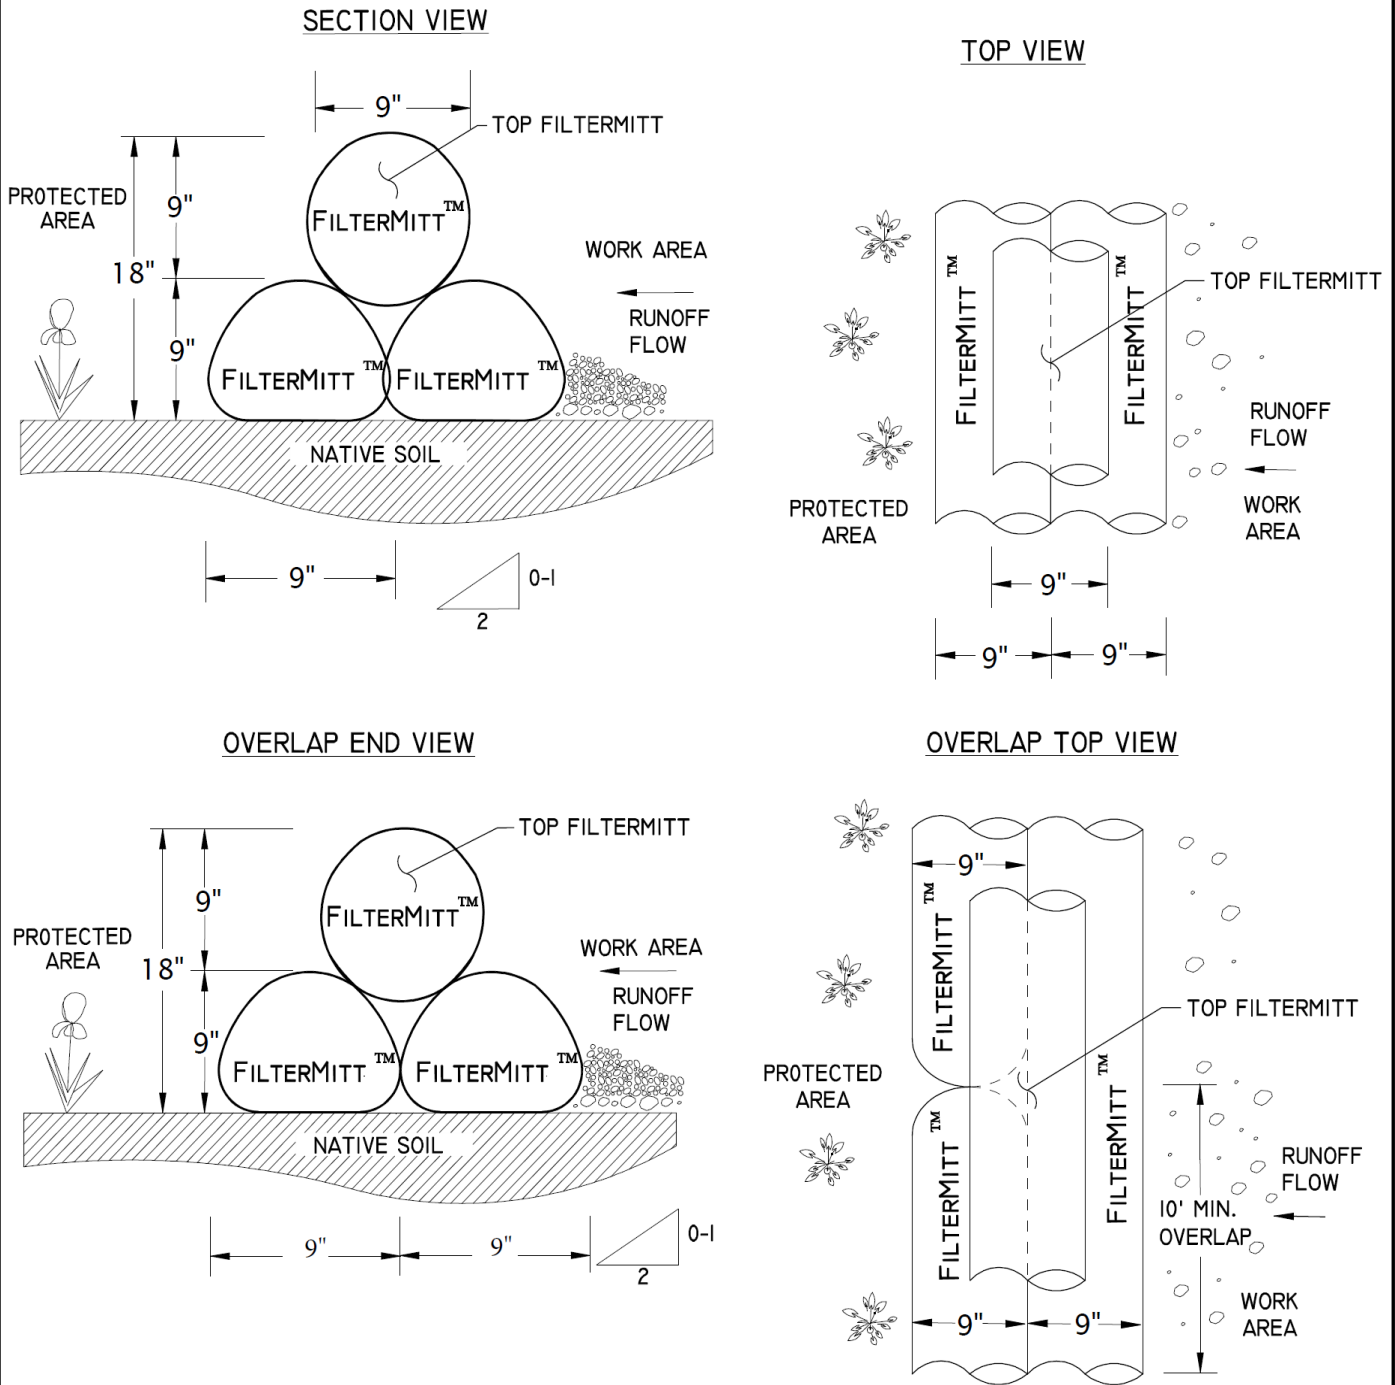 SECTION VIEW
9"
TOP FILTERMITT
PROTECTED
AREA
9"
18"
9"
FILTERMITT™
WORK AREA
RUNOFF
FLOW
FILTERMITT™
FILTERMITT™
NATIVE SOIL
9"
0-1
2
TOP VIEW
FILTERMITT™
FILTERMITT™
TOP FILTERMITT
RUNOFF
FLOW
PROTECTED
AREA
WORK
AREA
9"
9"
9"
OVERLAP END VIEW
TOP FILTERMITT
9"
PROTECTED
AREA
18"
9"
FILTERMITT™
WORK AREA
RUNOFF
FLOW
FILTERMITT™
FILTERMITT™
NATIVE SOIL
9"
9"
0-1
2
OVERLAP TOP VIEW
9"
FILTERMITT™
TOP FILTERMITT
PROTECTED
AREA
FILTERMITT™
FILTERMITT™
RUNOFF
FLOW
10' MIN.
OVERLAP
WORK
AREA
9"
9"